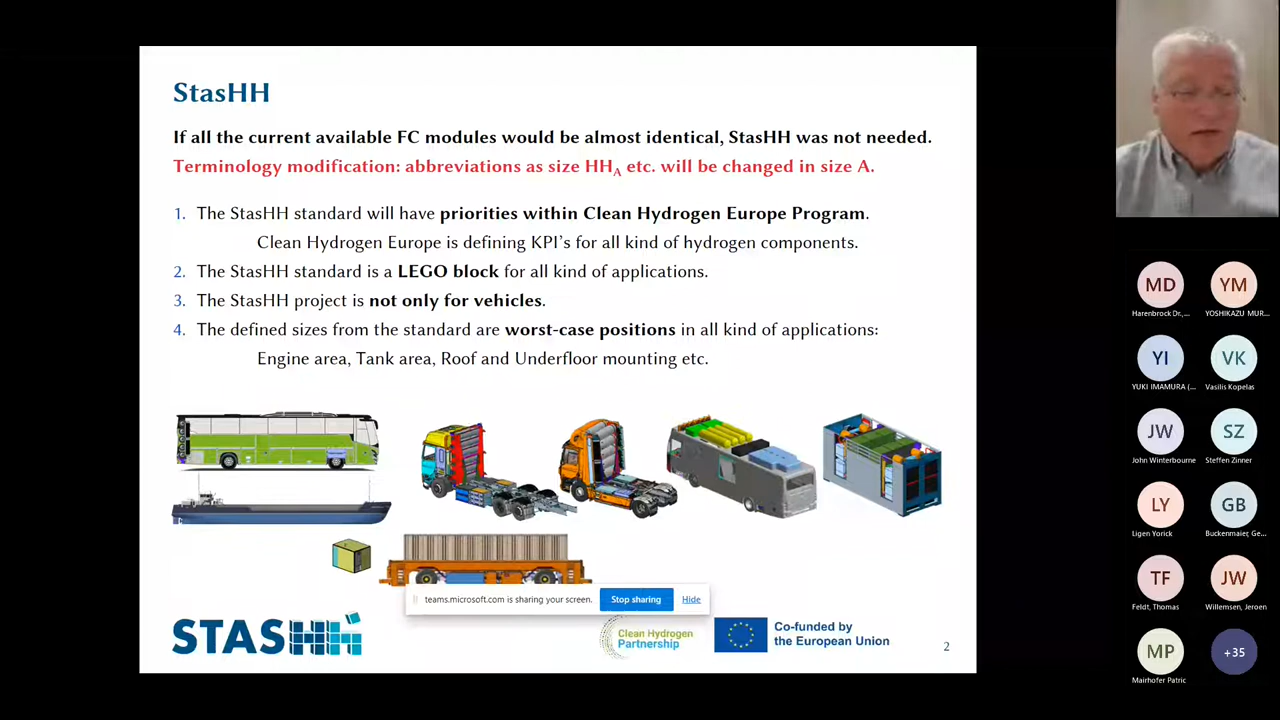 StasHH
If all the current available FC modules would be almost identical, StasHH was not needed.
Terminology modification: abbreviations as size HHA etc. will be changed in size A.
1. The StasHH standard will have priorities within Clean Hydrogen Europe Program.
Clean Hydrogen Europe is defining KPI's for all kind of hydrogen components.
2. The StasHH standard is a LEGO block for all kind of applications.
3. The StasHH project is not only for vehicles.
4. The defined sizes from the standard are worst-case positions in all kind of applications:
Engine area, Tank area, Roof and Underfloor mounting etc.
teams.microsoft.com is sharing your screen. Stop sharing Hide
STASHH
Clean Hydrogen
Partnership
Co-funded by
the European Union
2
MD YM
Harenbrock Dr.,... YOSHIKAZU MUR...
YI VK
YUKI IMAMURA (... Vasilis Kopelas
JW SZ
John Winterbourne Steffen Zinner
LY GB
Ligen Yorick Buckenmaier, Ge...
TF JW
Feldt, Thomas Willemsen, Jeroen
MP +35
Mairhofer Patric